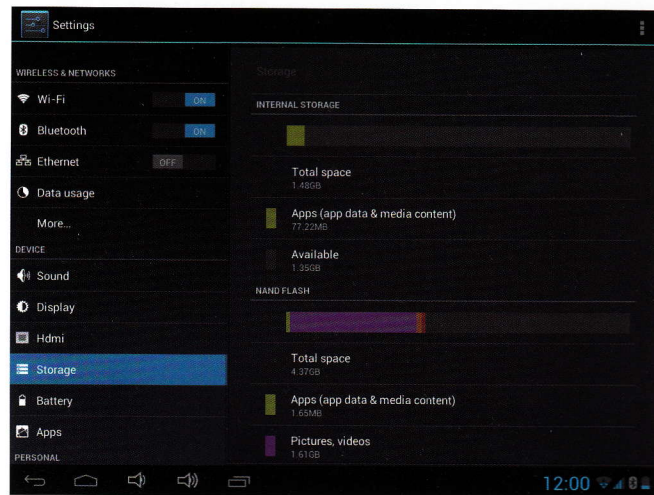 Settings
WIRELESS & NETWORKS
Wi-Fi ON
Bluetooth ON
Ethernet OFF
Data usage
More...
DEVICE
Sound
Display
Hdmi
Storage
Battery
Apps
PERSONAL
Storage
INTERNAL STORAGE
Total space
1.48GB
Apps (app data & media content)
77.22MB
Available
1.35GB
NAND FLASH
Total space
4.37GB
Apps (app data & media content)
1.65MB
Pictures, videos
1.61GB
12:00